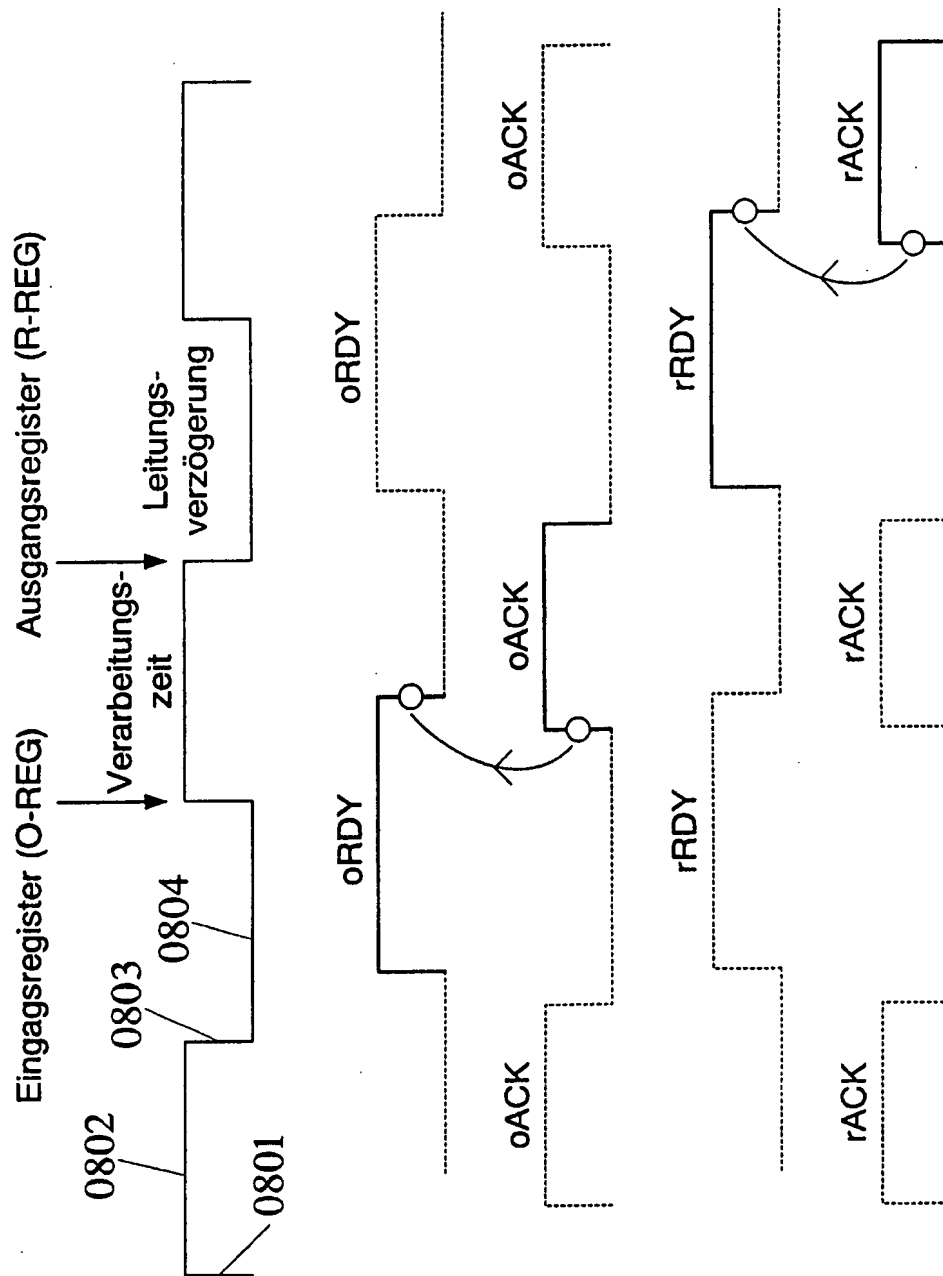 Eingagsregister (O-REG)
Ausgangsregister (R-REG)
Verarbeitungs-
zeit
Leitungs-
verzögerung
0801
0802
0803
0804
oRDY
oRDY
oACK
oACK
oACK
rRDY
rRDY
rACK
rACK
rACK